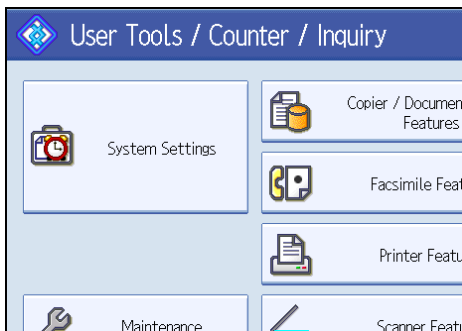 User Tools / Counter / Inquiry
System Settings
Copier / Documen
Features
Facsimile Feat
Printer Featu
Maintenance
Scanner Featu